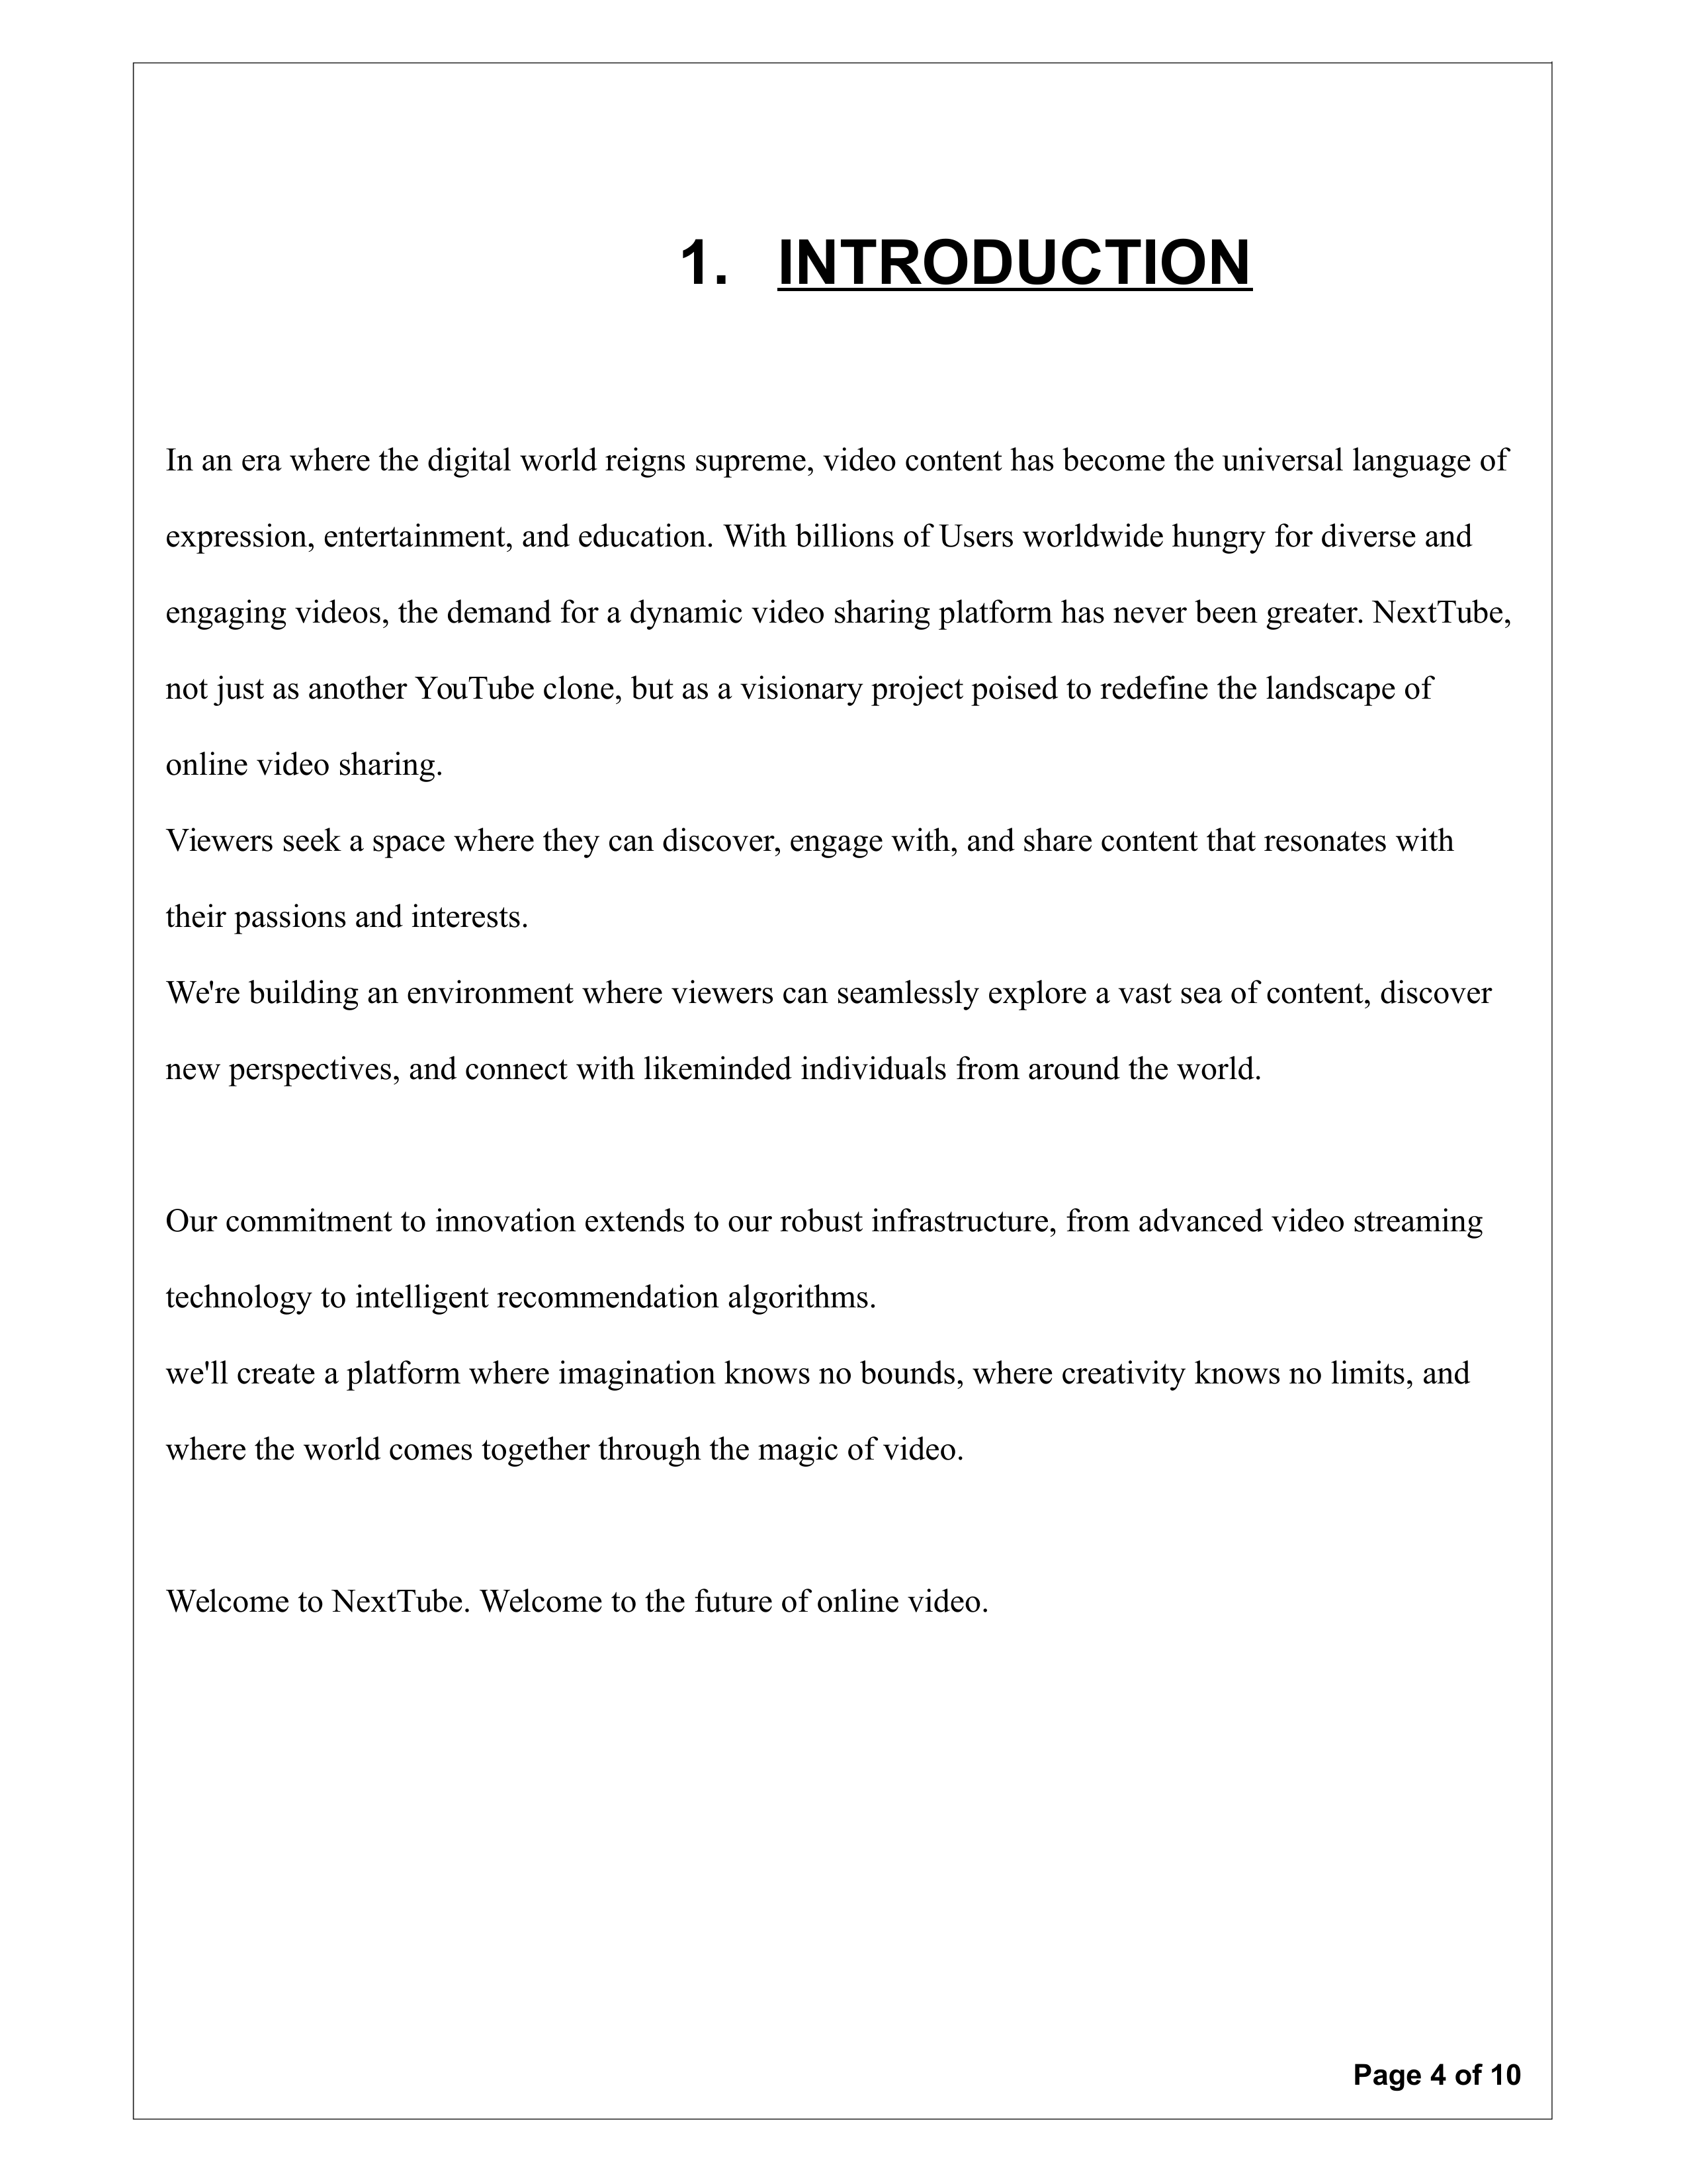 1. INTRODUCTION
In an era where the digital world reigns supreme, video content has become the universal language of
expression, entertainment, and education. With billions of Users worldwide hungry for diverse and
engaging videos, the demand for a dynamic video sharing platform has never been greater. NextTube,
not just as another YouTube clone, but as a visionary project poised to redefine the landscape of
online video sharing.
Viewers seek a space where they can discover, engage with, and share content that resonates with
their passions and interests.
We're building an environment where viewers can seamlessly explore a vast sea of content, discover
new perspectives, and connect with likeminded individuals from around the world.
Our commitment to innovation extends to our robust infrastructure, from advanced video streaming
technology to intelligent recommendation algorithms.
we'll create a platform where imagination knows no bounds, where creativity knows no limits, and
where the world comes together through the magic of video.
Welcome to NextTube. Welcome to the future of online video.
Page 4 of 10